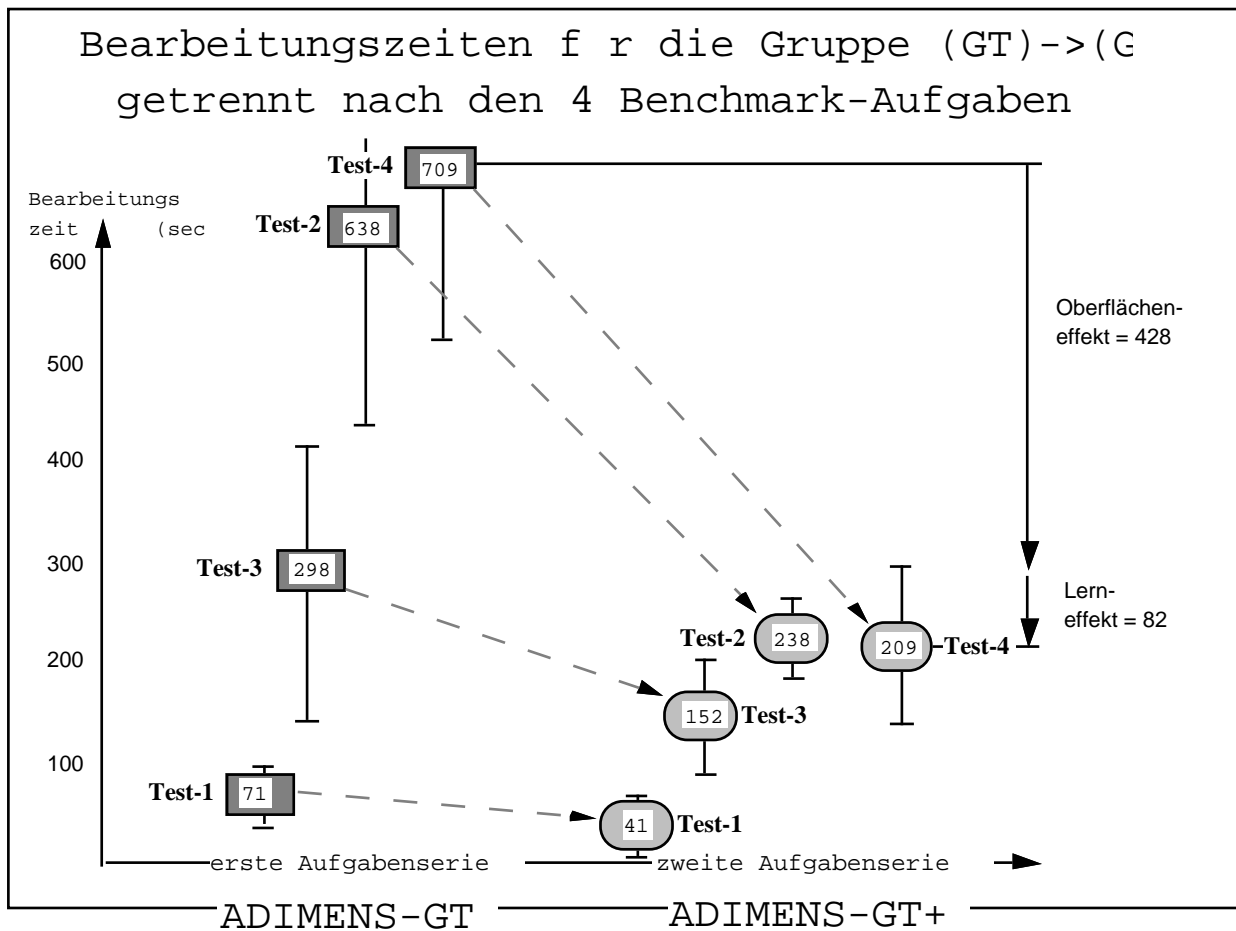 Bearbeitungszeiten f r die Gruppe (GT)->(G
getrennt nach den 4 Benchmark-Aufgaben
Test-4
709
Bearbeitungs
zeit (sec
Test-2
638
600
Oberflächen-
effekt = 428
500
400
300
Test-3
298
Lern-
effekt = 82
Test-2
238
209
Test-4
200
152
Test-3
100
Test-1
71
41
Test-1
erste Aufgabenserie
zweite Aufgabenserie
ADIMENS-GT
ADIMENS-GT+